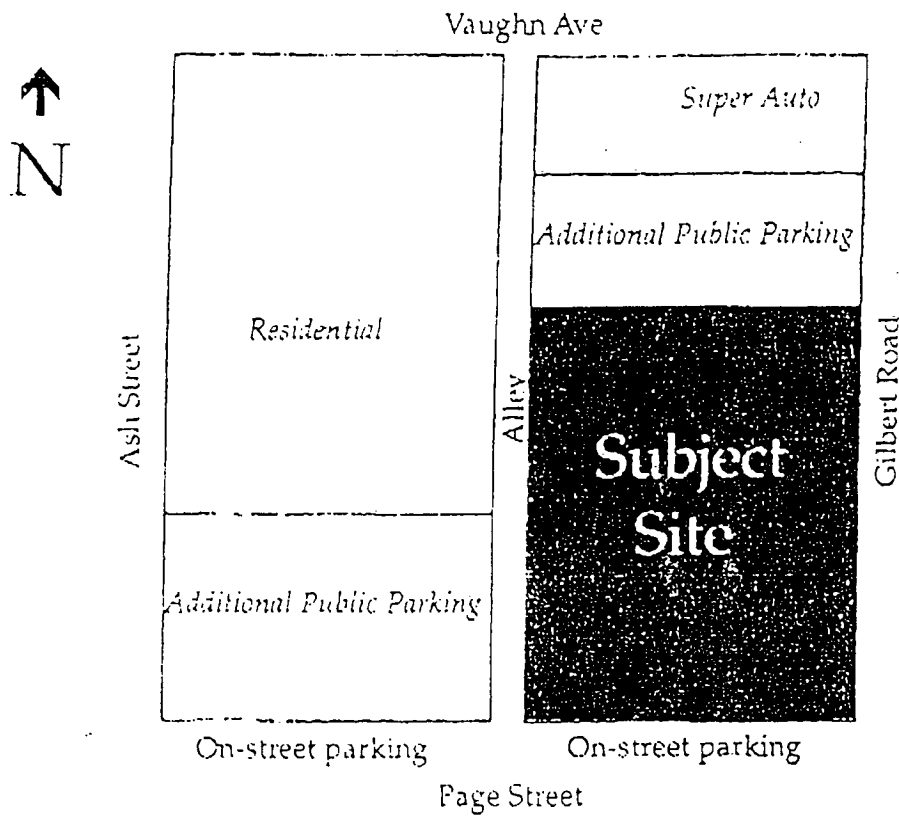 Vaughn Ave
N
Super Auto
Additional Public Parking
Residential
Ash Street
Alley
Gilbert Road
Subject
Site
Additional Public Parking
On-street parking
On-street parking
Page Street